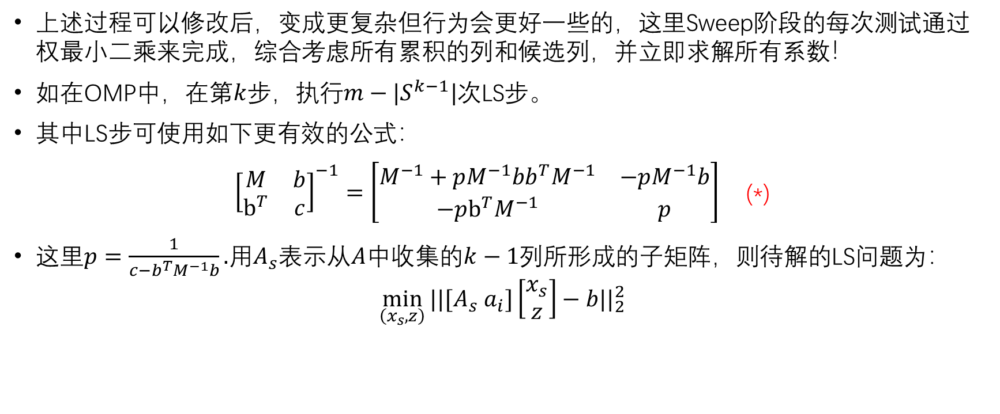 • 上述过程可以修改后，变成更复杂但行为会更好一些的，这里Sweep阶段的每次测试通过
权最小二乘来完成，综合考虑所有累积的列和候选列，并立即求解所有系数！
• 如在OMP中，在第$k$步，执行$m-|S^{k-1}|$次LS步。
• 其中LS步可使用如下更有效的公式：
$\begin{bmatrix} M & b \\ \mathrm{b}^T & c \end{bmatrix}^{-1} = \begin{bmatrix} M^{-1}+pM^{-1}bb^TM^{-1} & -pM^{-1}b \\ -p\mathrm{b}^TM^{-1} & p \end{bmatrix}$ (*)
• 这里$p=\frac{1}{c-b^TM^{-1}b}$.用$A_s$表示从$A$中收集的$k-1$列所形成的子矩阵，则待解的LS问题为：
$\min_{(x_s,z)} ||[A_s\ a_i]\begin{bmatrix} x_s \\ z \end{bmatrix}-b||_2^2$